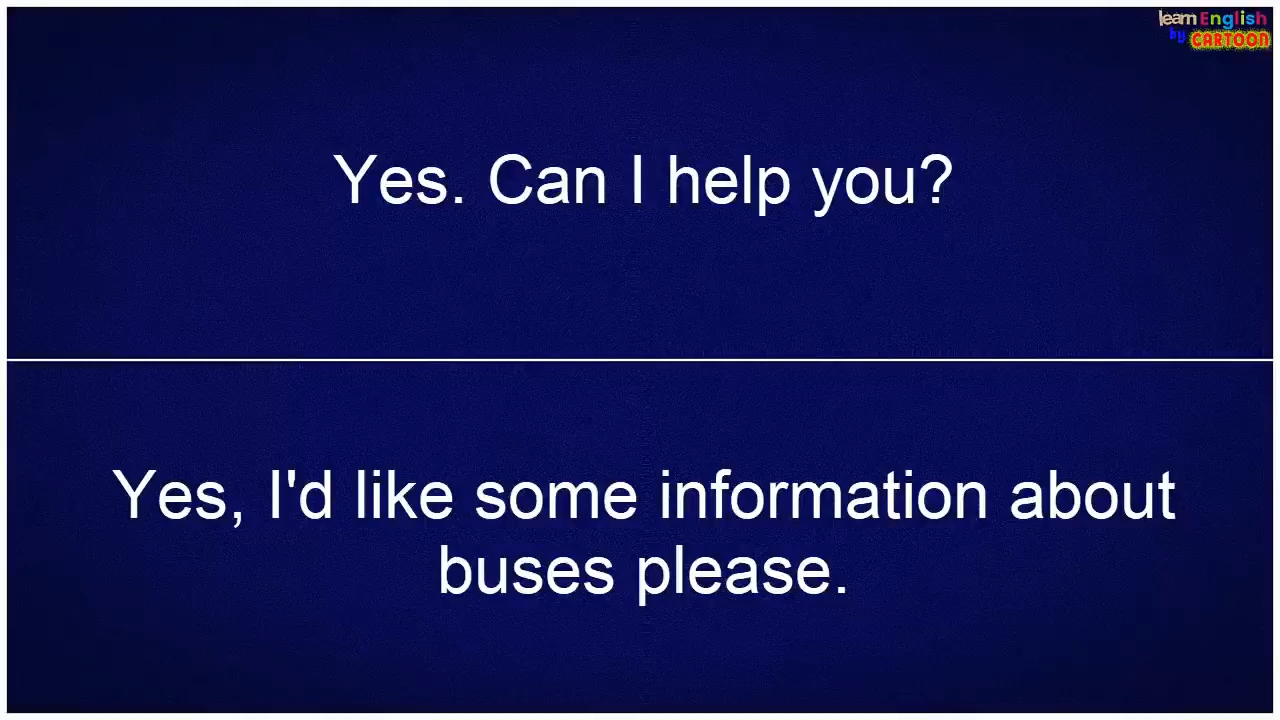 learn English
by CARTOON
Yes. Can I help you?
Yes, I'd like some information about
buses please.